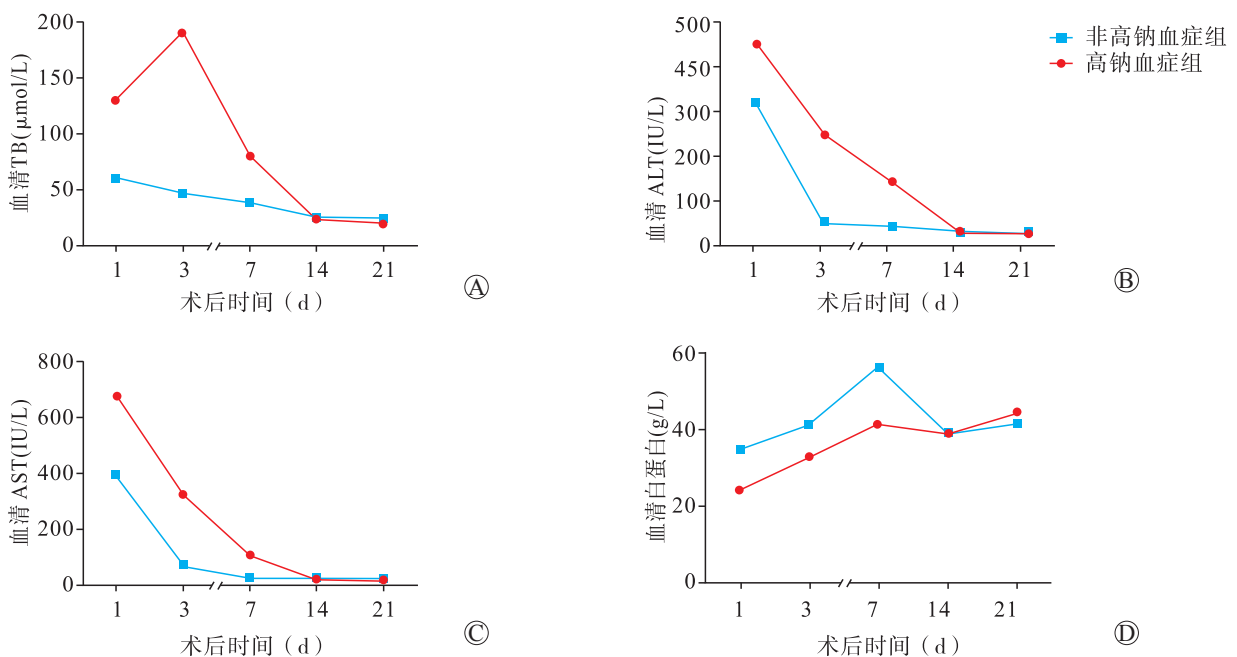 200
150
100
50
0
血清TB(μmol/L)
1 3 7 14 21
术后时间（d）
Ⓐ
500
450
300
200
100
0
血清 ALT(IU/L)
1 3 7 14 21
术后时间（d）
Ⓑ
非高钠血症组
高钠血症组
800
600
400
200
0
血清 AST(IU/L)
1 3 7 14 21
术后时间（d）
Ⓒ
60
40
20
0
血清白蛋白(g/L)
1 3 7 14 21
术后时间（d）
Ⓓ